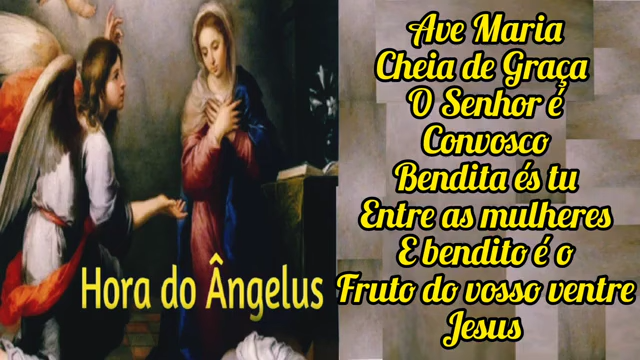 Hora do Ângelus
Ave Maria
Cheia de Graça
O Senhor é
Convosco
Bendita és tu
Entre as mulheres
E bendito é o
Fruto do vosso ventre
Jesus